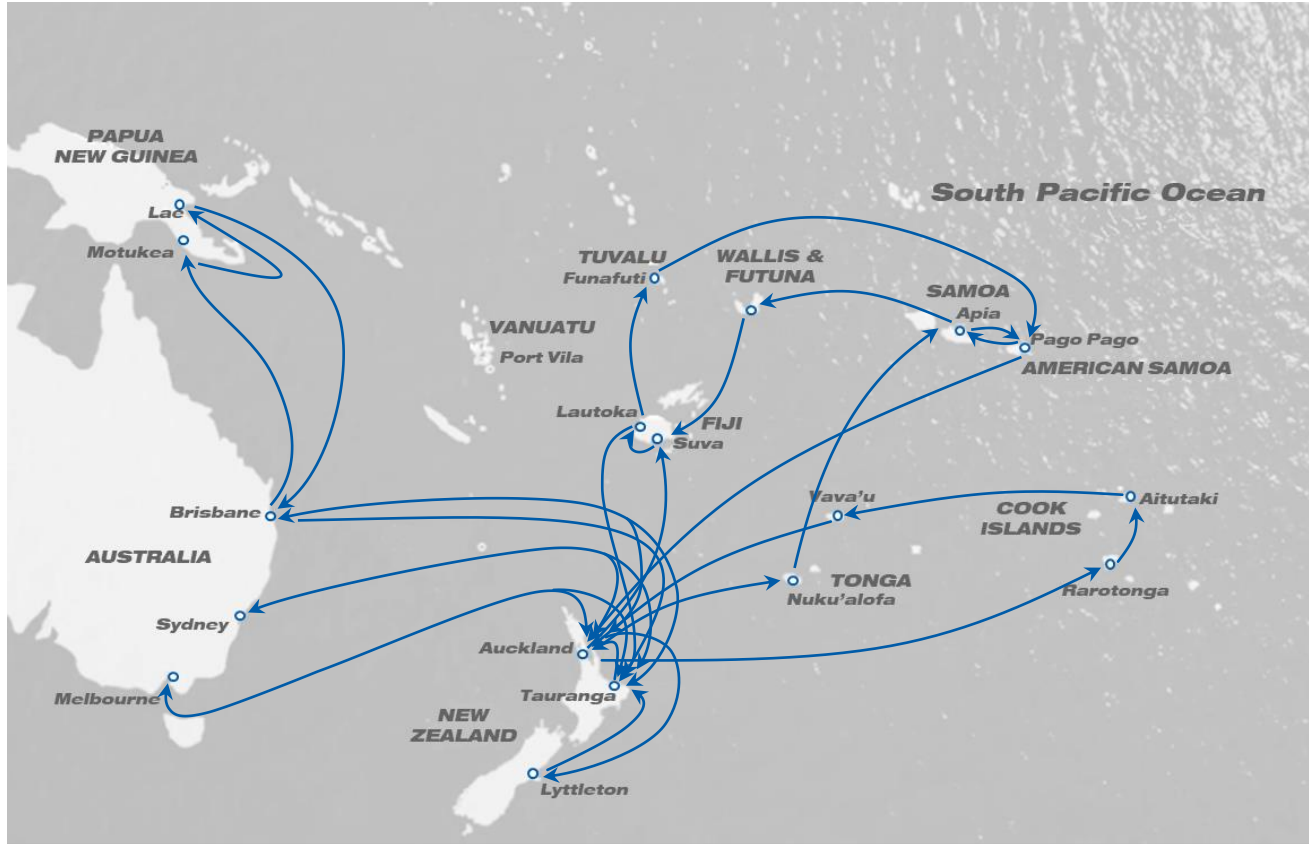 PAPUA
NEW GUINEA
South Pacific Ocean
Lae
Motukea
TUVALU
Funafuti
WALLIS &
FUTUNA
SAMOA
Apia
VANUATU
Port Vila
Pago Pago
AMERICAN SAMOA
Lautoka
FIJI
Suva
Brisbane
Vava'u
Aitutaki
COOK
ISLANDS
AUSTRALIA
TONGA
Nuku'alofa
Rarotonga
Sydney
Auckland
Melbourne
Tauranga
NEW
ZEALAND
Lyttleton